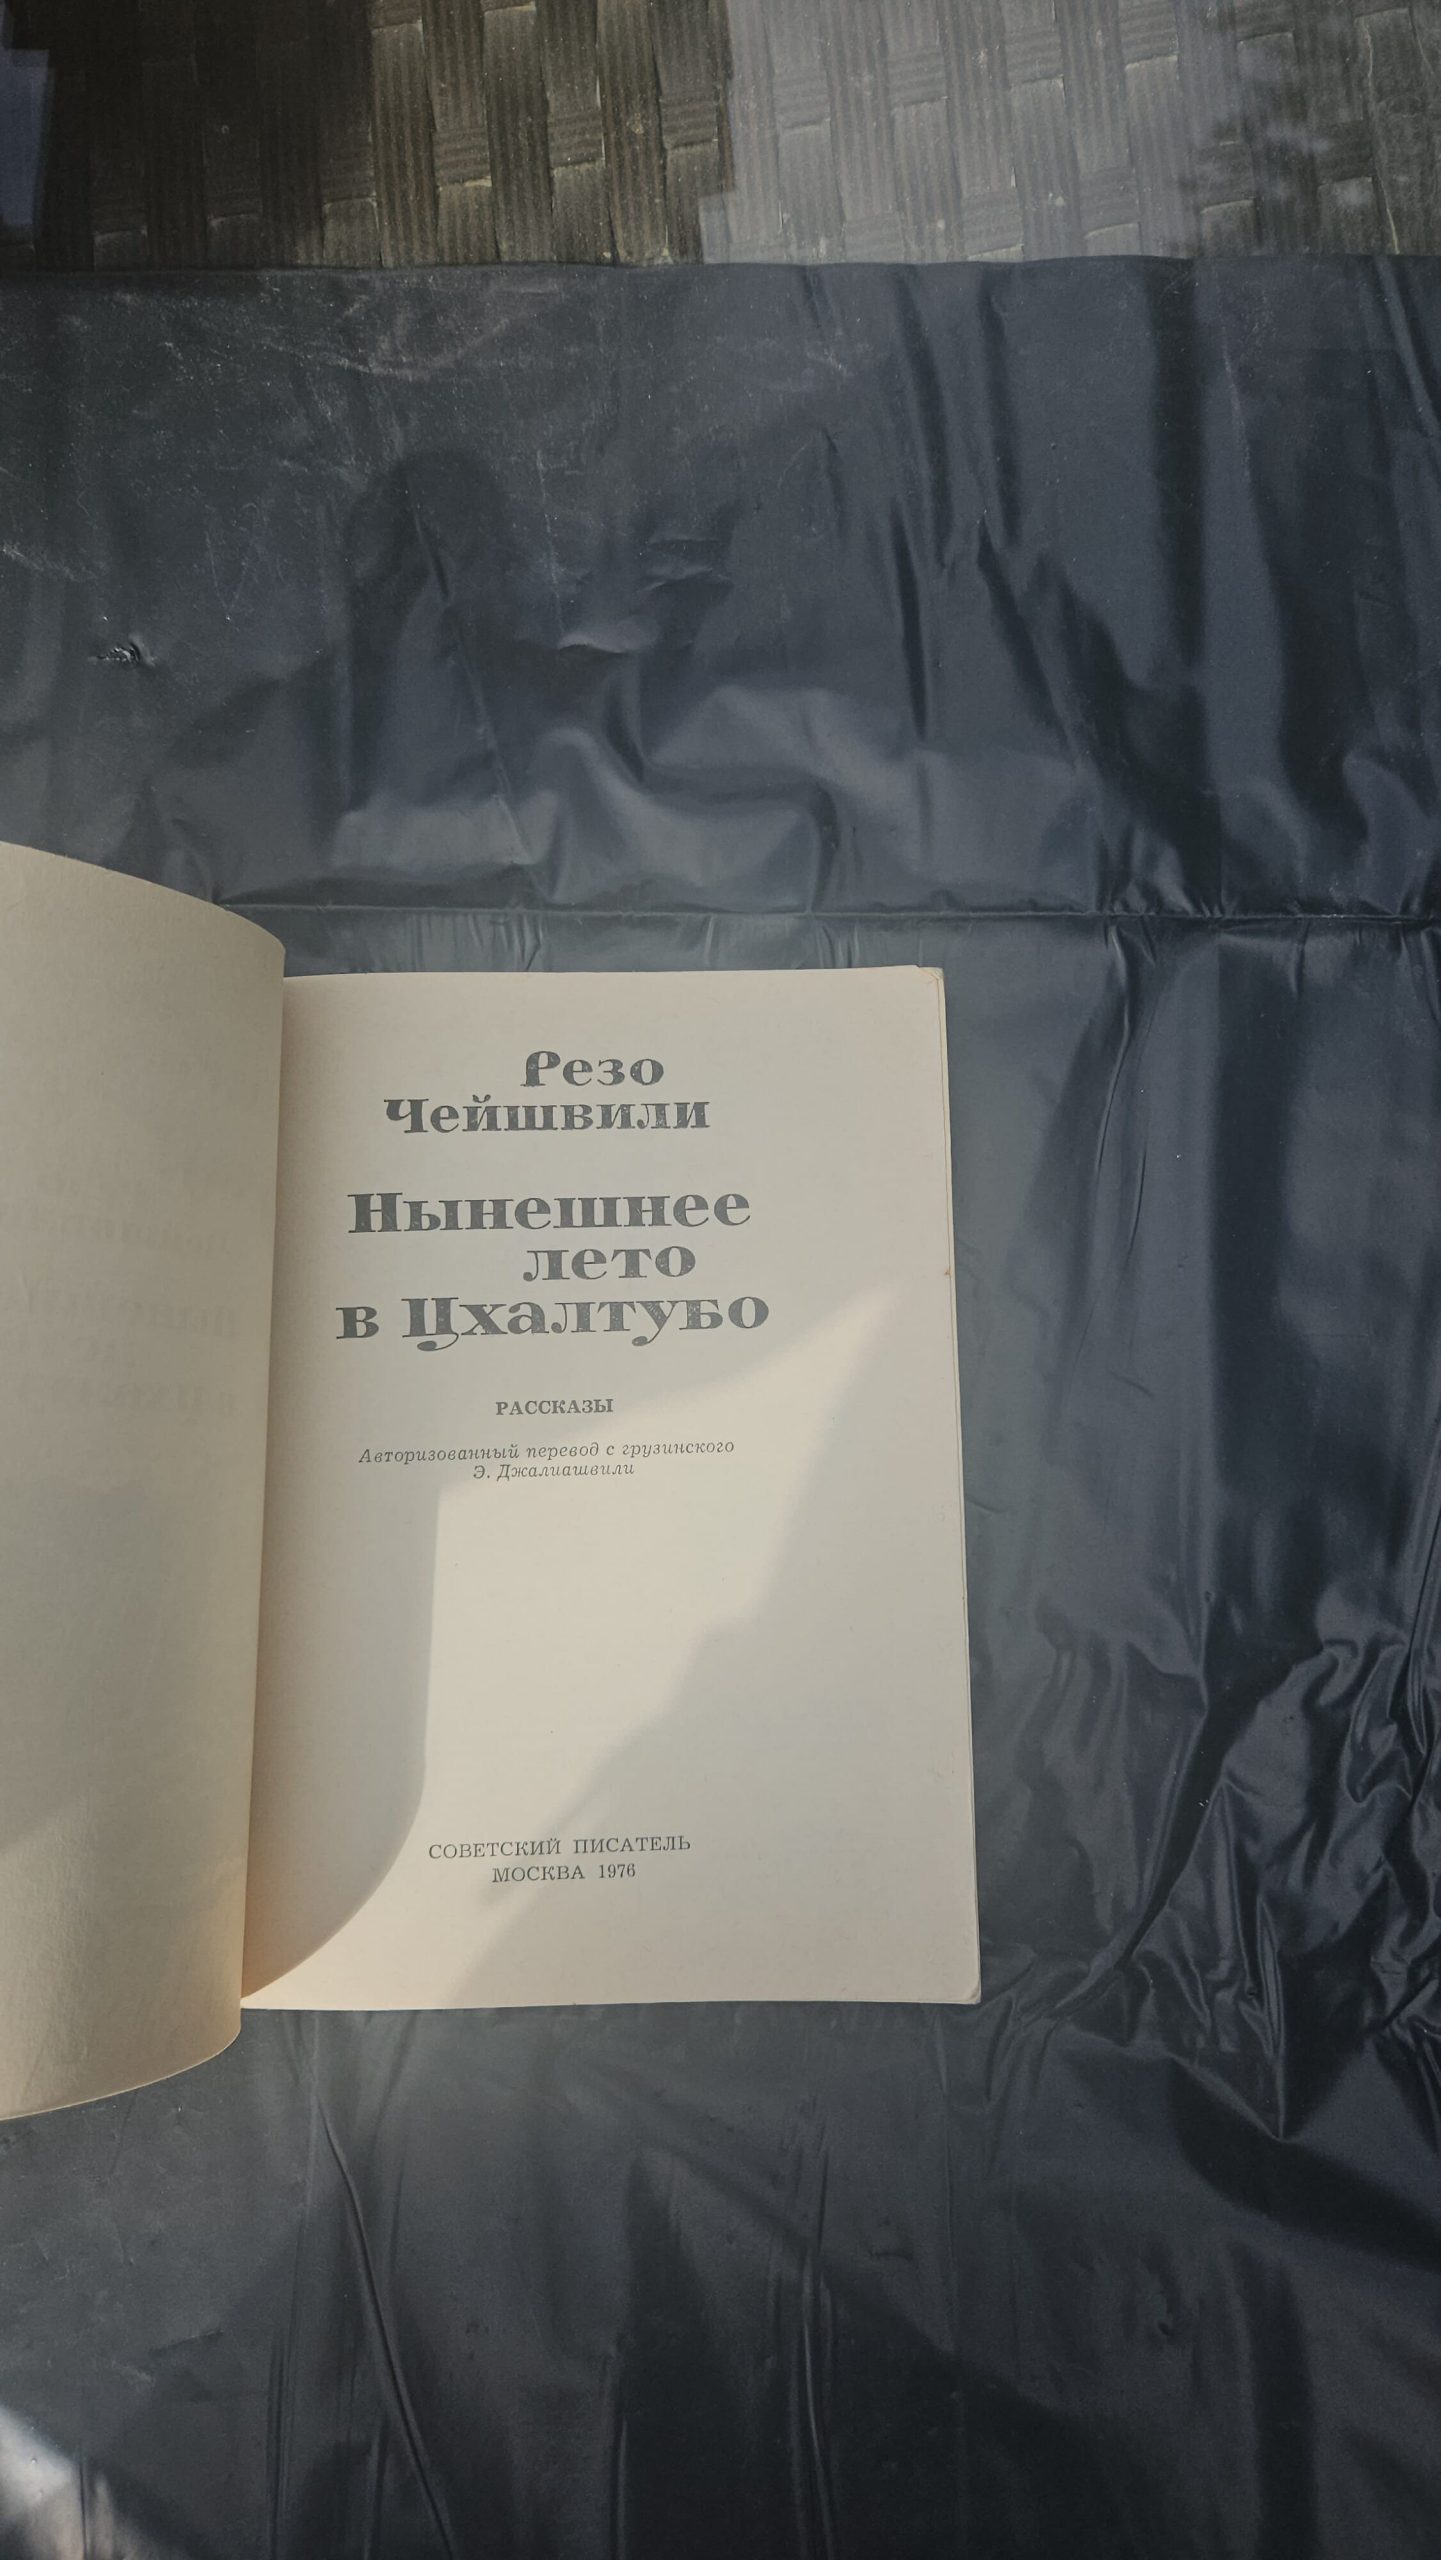 Резо
Чейшвили
Нынешнее
лето
в Цхалтубо
РАССКАЗЫ
Авторизованный перевод с грузинского
Э. Джалиашвили
СОВЕТСКИЙ ПИСАТЕЛЬ
МОСКВА 1976